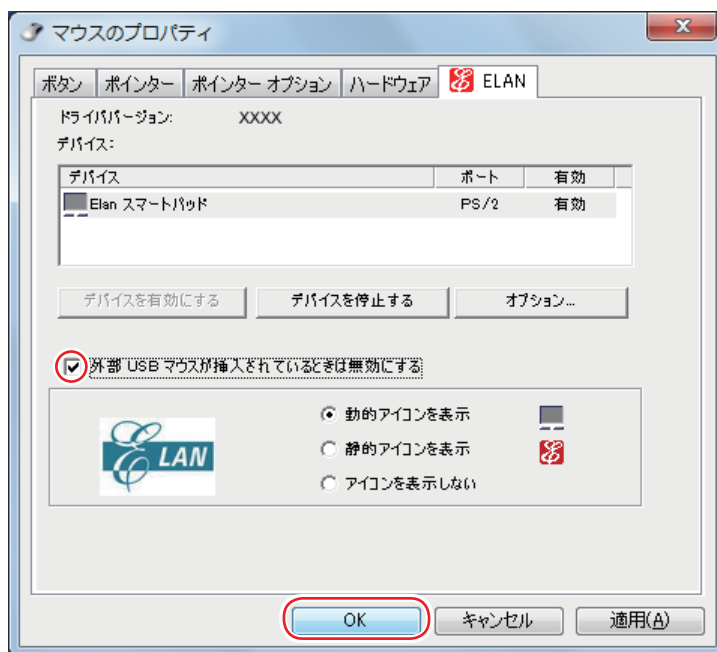 マウスのプロパティ
ボタン ポインター ポインター オプション ハードウェア ELAN
ドライババージョン: XXXX
デバイス:
デバイス ポート 有効
Elan スマートパッド PS/2 有効
デバイスを有効にする デバイスを停止する オプション...
外部 USB マウスが挿入されているときは無効にする
動的アイコンを表示
ELAN 静的アイコンを表示
アイコンを表示しない
OK キャンセル 適用(A)